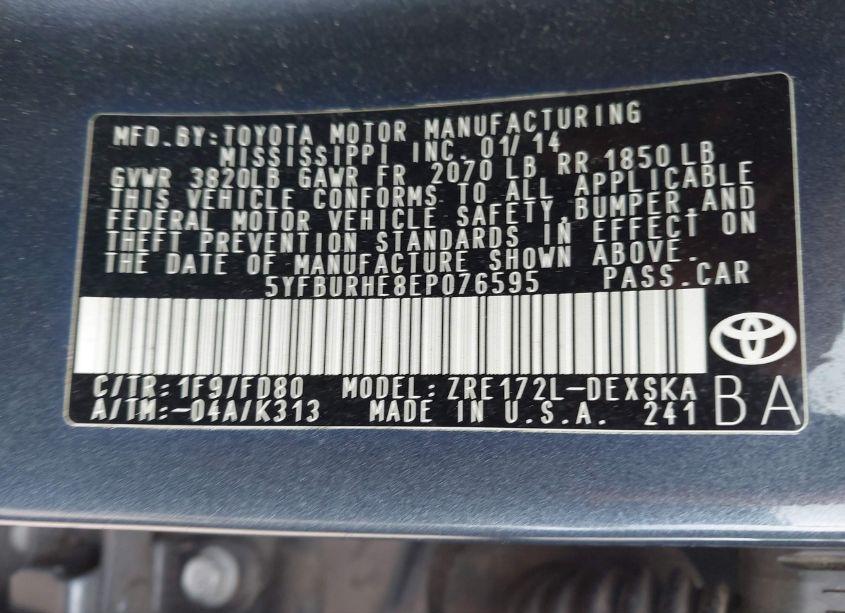 MFD.BY:TOYOTA MOTOR MANUFACTURING
MISSISSIPPI INC. 01/14
GVWR 3820LB GAWR FR 2070 LB RR 1850 LB
THIS VEHICLE CONFORMS TO ALL APPLICABLE
FEDERAL MOTOR VEHICLE SAFETY,BUMPER,AND
THEFT PREVENTION STANDARDS IN EFFECT ON
THE DATE OF MANUFACTURE SHOWN ABOVE.
5YFBURHE8EP076595 PASS.CAR
C/TR:1F9/FD80 MODEL:ZRE172L-DEXSKA
A/TM:-04A/K313 MADE IN U.S.A. 241 BA